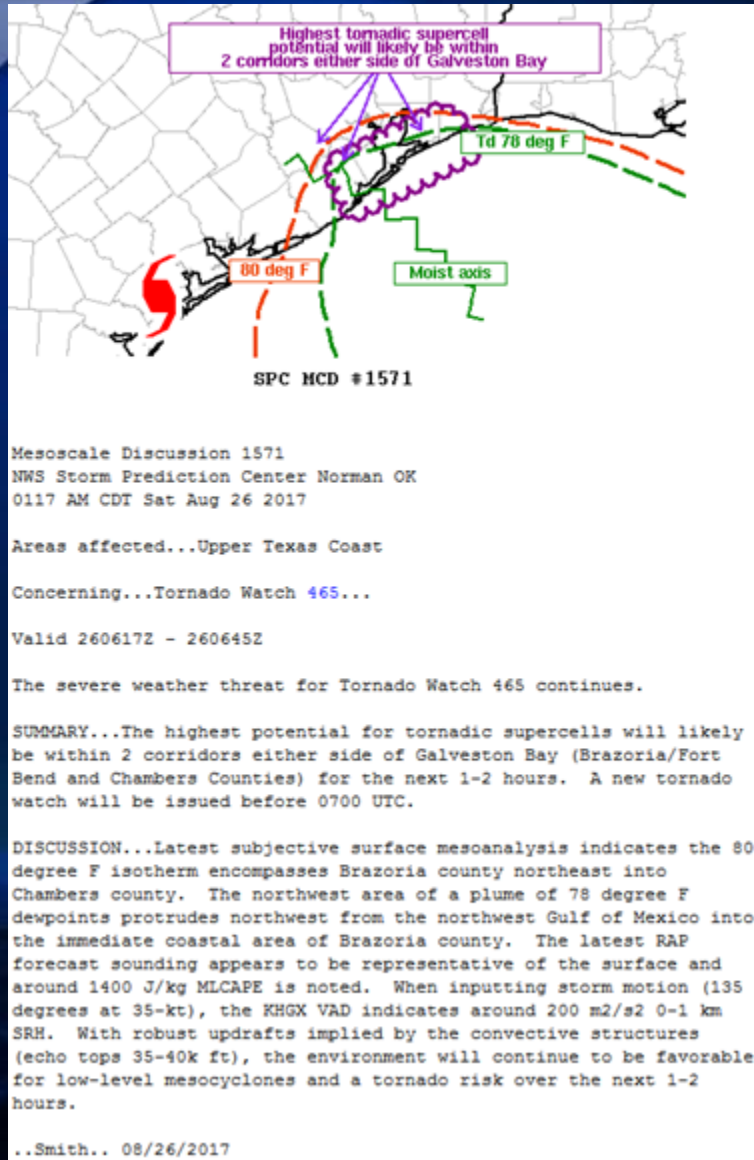 Highest tornadic supercell
potential will likely be within
2 corridors either side of Galveston Bay
Td 78 deg F
80 deg F
Moist axis
SPC MCD #1571
Mesoscale Discussion 1571
NWS Storm Prediction Center Norman OK
0117 AM CDT Sat Aug 26 2017
Areas affected...Upper Texas Coast
Concerning...Tornado Watch 465...
Valid 260617Z - 260645Z
The severe weather threat for Tornado Watch 465 continues.
SUMMARY...The highest potential for tornadic supercells will likely
be within 2 corridors either side of Galveston Bay (Brazoria/Fort
Bend and Chambers Counties) for the next 1-2 hours.  A new tornado
watch will be issued before 0700 UTC.
DISCUSSION...Latest subjective surface mesoanalysis indicates the 80
degree F isotherm encompasses Brazoria county northeast into
Chambers county.  The northwest area of a plume of 78 degree F
dewpoints protrudes northwest from the northwest Gulf of Mexico into
the immediate coastal area of Brazoria county.  The latest RAP
forecast sounding appears to be representative of the surface and
around 1400 J/kg MLCAPE is noted.  When inputting storm motion (135
degrees at 35-kt), the KHGX VAD indicates around 200 m2/s2 0-1 km
SRH.  With robust updrafts implied by the convective structures
(echo tops 35-40k ft), the environment will continue to be favorable
for low-level mesocyclones and a tornado risk over the next 1-2
hours.
..Smith.. 08/26/2017